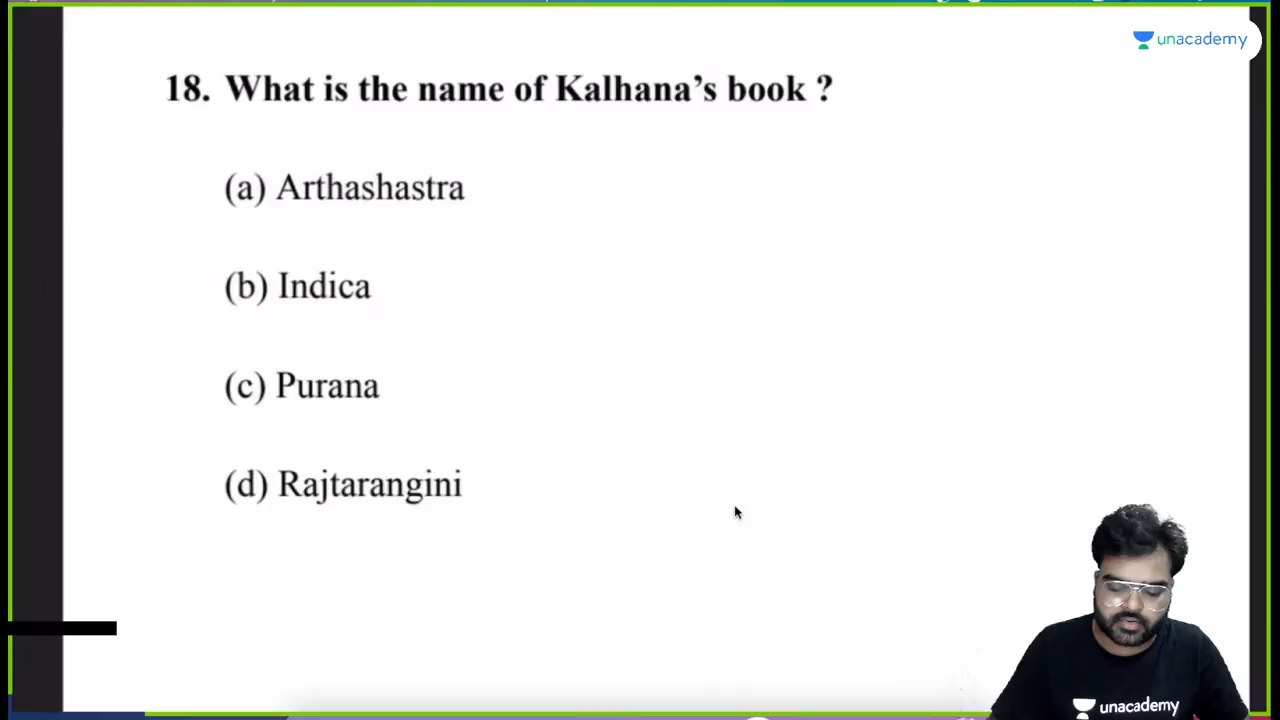 unacademy
18. What is the name of Kalhana’s book ?
(a) Arthashastra
(b) Indica
(c) Purana
(d) Rajtarangini
unacademy